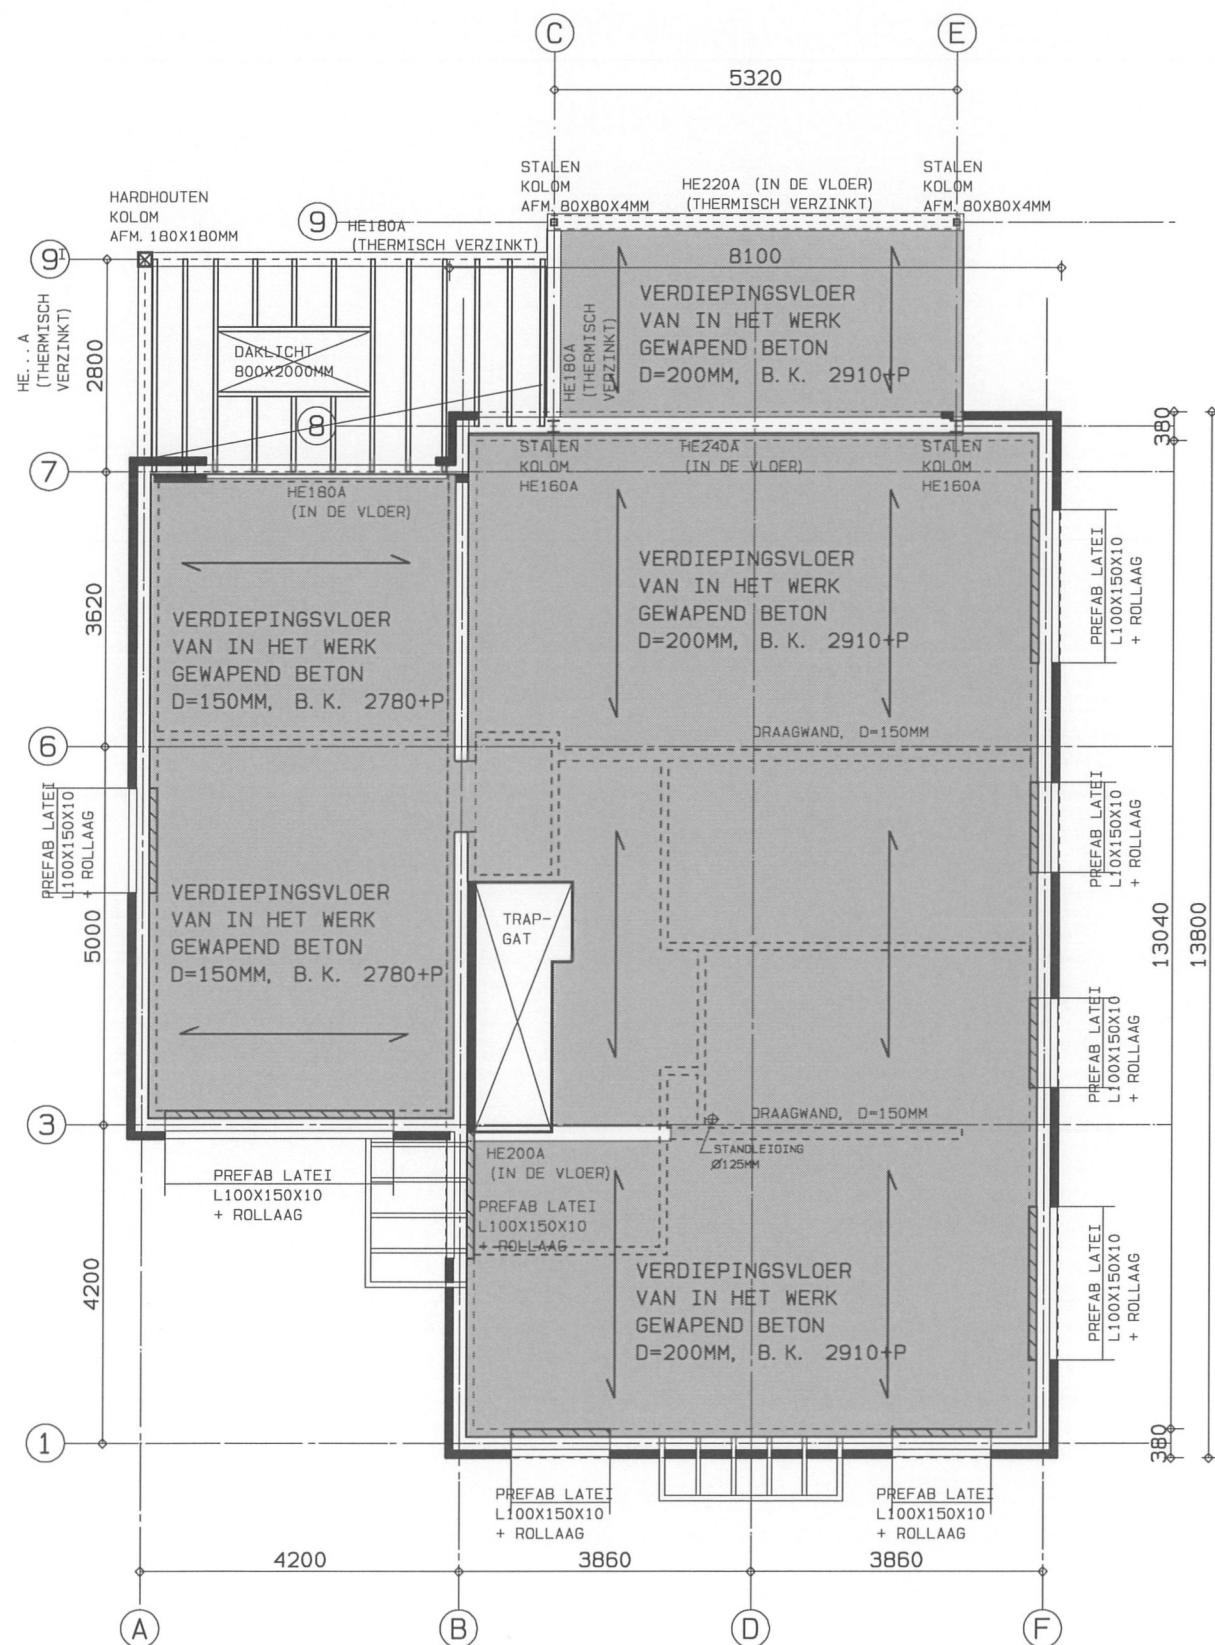 C
E
5320
HARDHOUTEN
KOLOM
AFM. 180X180MM
9
HE180A
(THERMISCH VERZINKT)
STALEN
KOLOM
AFM. 80X80X4MM
HE220A (IN DE VLOER)
(THERMISCH VERZINKT)
STALEN
KOLOM
AFM. 80X80X4MM
9I
HE...A
(THERMISCH
VERZINKT)
2800
DAKLICHT
800X2000MM
8
8100
HE180A
(THERMISCH
VERZINKT)
VERDIEPINGSVLOER
VAN IN HET WERK
GEWAPEND BETON
D=200MM, B.K. 2910+P
380
7
HE180A
(IN DE VLOER)
STALEN
KOLOM
HE160A
HE240A
(IN DE VLOER)
STALEN
KOLOM
HE160A
3620
VERDIEPINGSVLOER
VAN IN HET WERK
GEWAPEND BETON
D=150MM, B.K. 2780+P
VERDIEPINGSVLOER
VAN IN HET WERK
GEWAPEND BETON
D=200MM, B.K. 2910+P
PREFAB LATEI
L100X150X10
+ ROLLAAG
6
DRAAGWAND, D=150MM
PREFAB LATEI
L100X150X10
+ ROLLAAG
PREFAB LATEI
L10X150X10
+ ROLLAAG
5000
VERDIEPINGSVLOER
VAN IN HET WERK
GEWAPEND BETON
D=150MM, B.K. 2780+P
TRAP-
GAT
13040
13800
PREFAB LATEI
L100X150X10
+ ROLLAAG
3
DRAAGWAND, D=150MM
STANDLEIDING
Ø125MM
HE200A
(IN DE VLOER)
PREFAB LATEI
L100X150X10
+ ROLLAAG
PREFAB LATEI
L100X150X10
+ ROLLAAG
4200
VERDIEPINGSVLOER
VAN IN HET WERK
GEWAPEND BETON
D=200MM, B.K. 2910+P
PREFAB LATEI
L100X150X10
+ ROLLAAG
1
380
PREFAB LATEI
L100X150X10
+ ROLLAAG
PREFAB LATEI
L100X150X10
+ ROLLAAG
4200
3860
3860
A
B
D
F